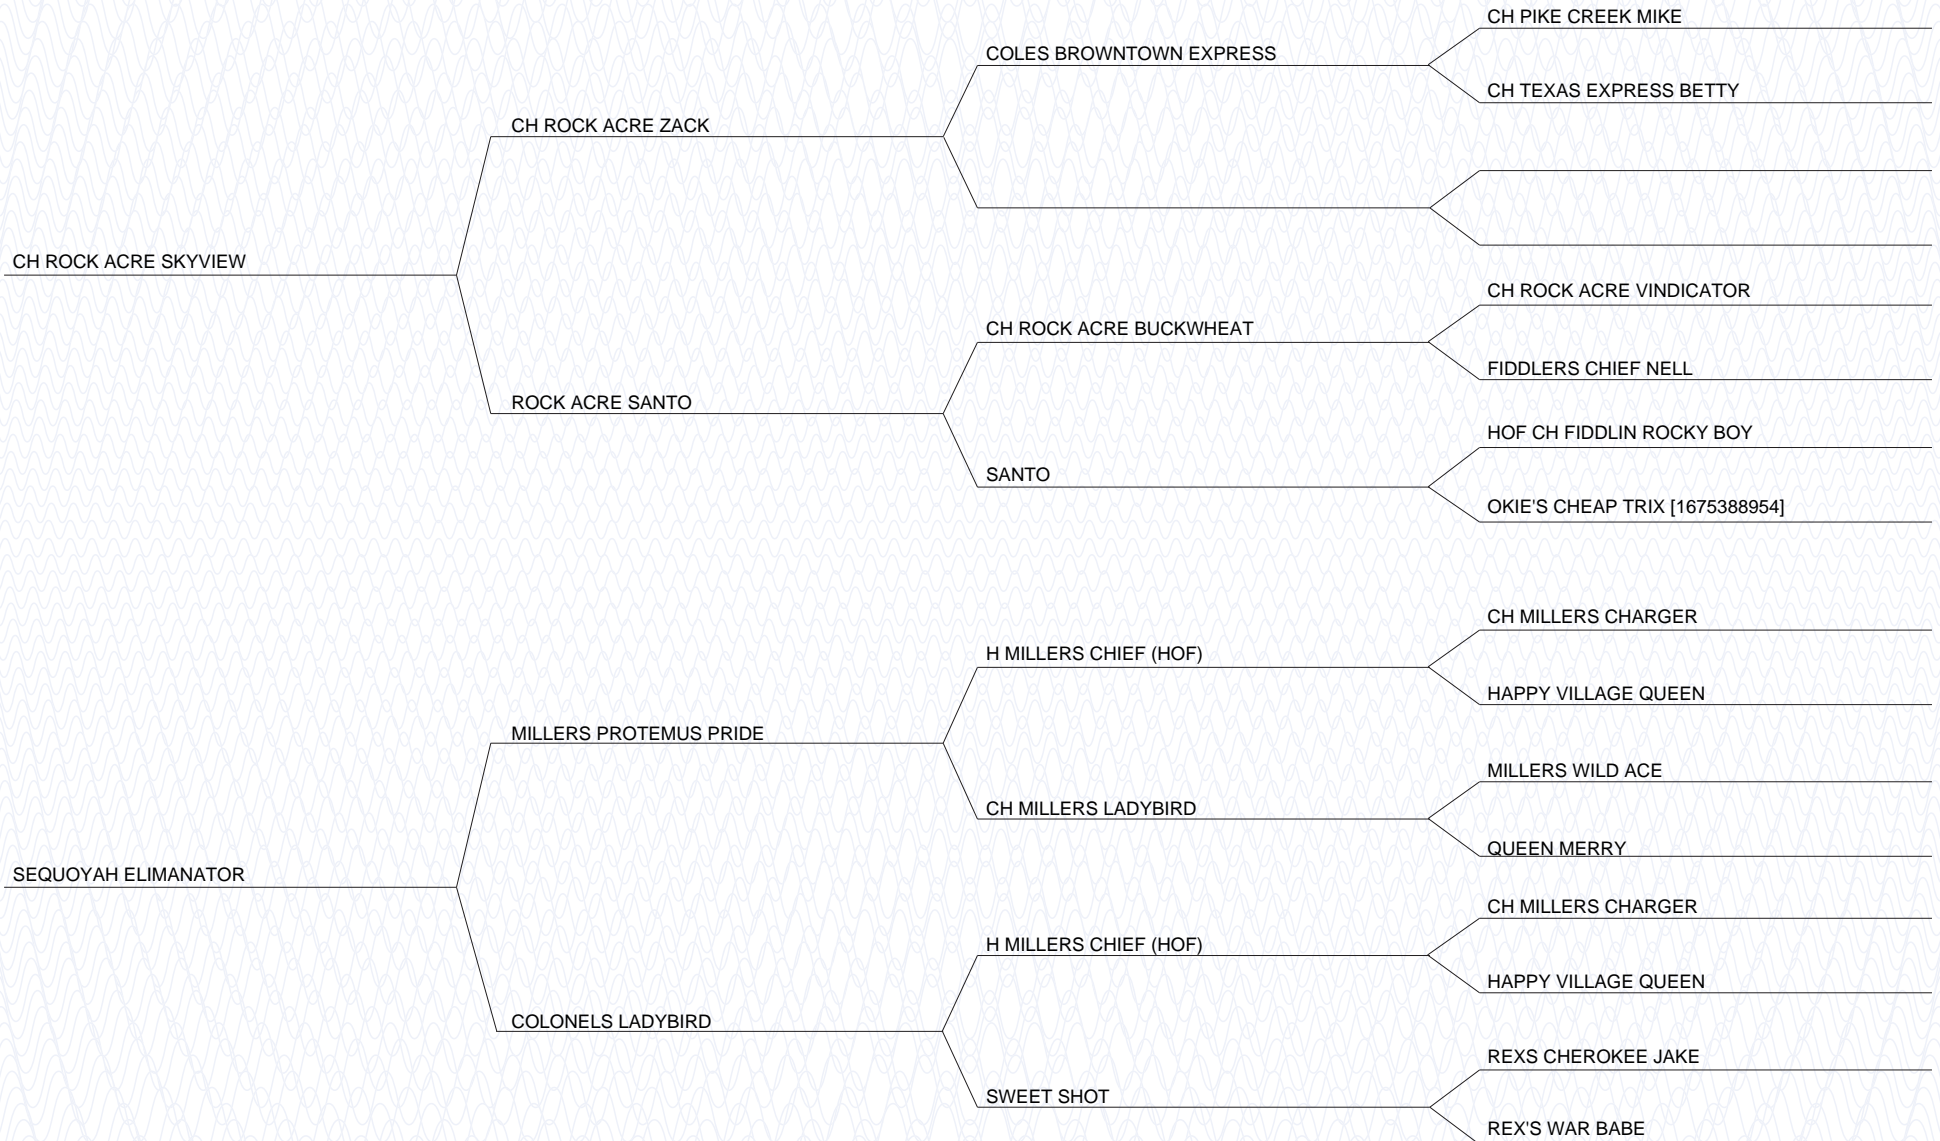 CH PIKE CREEK MIKE
COLES BROWNTOWN EXPRESS
CH TEXAS EXPRESS BETTY
CH ROCK ACRE ZACK
CH ROCK ACRE SKYVIEW
CH ROCK ACRE VINDICATOR
CH ROCK ACRE BUCKWHEAT
FIDDLERS CHIEF NELL
ROCK ACRE SANTO
HOF CH FIDDLIN ROCKY BOY
SANTO
OKIE'S CHEAP TRIX [1675388954]
CH MILLERS CHARGER
H MILLERS CHIEF (HOF)
HAPPY VILLAGE QUEEN
MILLERS PROTEMUS PRIDE
MILLERS WILD ACE
CH MILLERS LADYBIRD
QUEEN MERRY
SEQUOYAH ELIMANATOR
CH MILLERS CHARGER
H MILLERS CHIEF (HOF)
HAPPY VILLAGE QUEEN
COLONELS LADYBIRD
REXS CHEROKEE JAKE
SWEET SHOT
REX'S WAR BABE